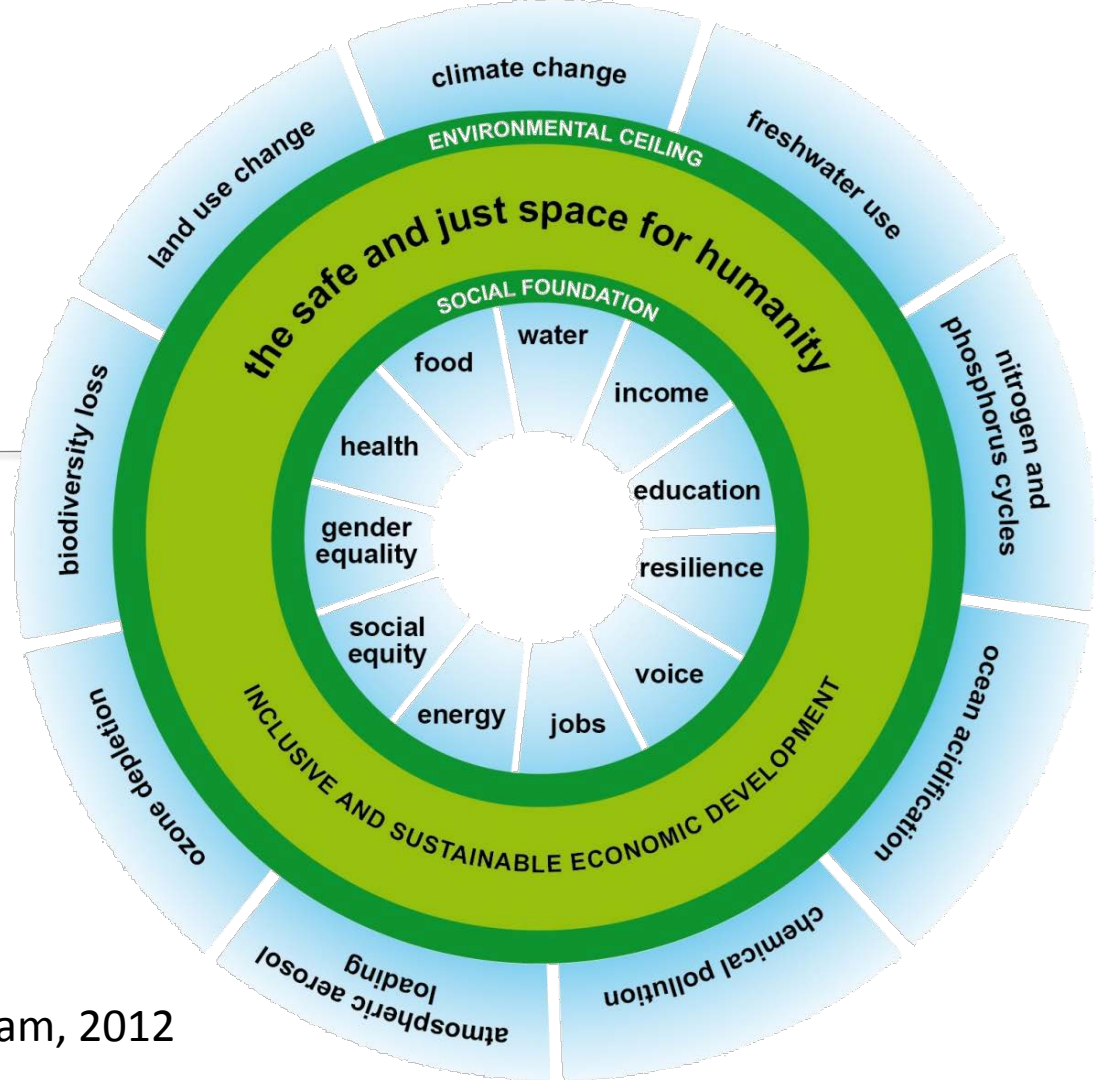 climate change
freshwater use
nitrogen and
phosphorus cycles
ocean acidification
chemical pollution
atmospheric aerosol
loading
ozone depletion
biodiversity loss
land use change
ENVIRONMENTAL CEILING
the safe and just space for humanity
SOCIAL FOUNDATION
water
income
education
resilience
voice
jobs
energy
social
equity
gender
equality
health
food
INCLUSIVE AND SUSTAINABLE ECONOMIC DEVELOPMENT
2012